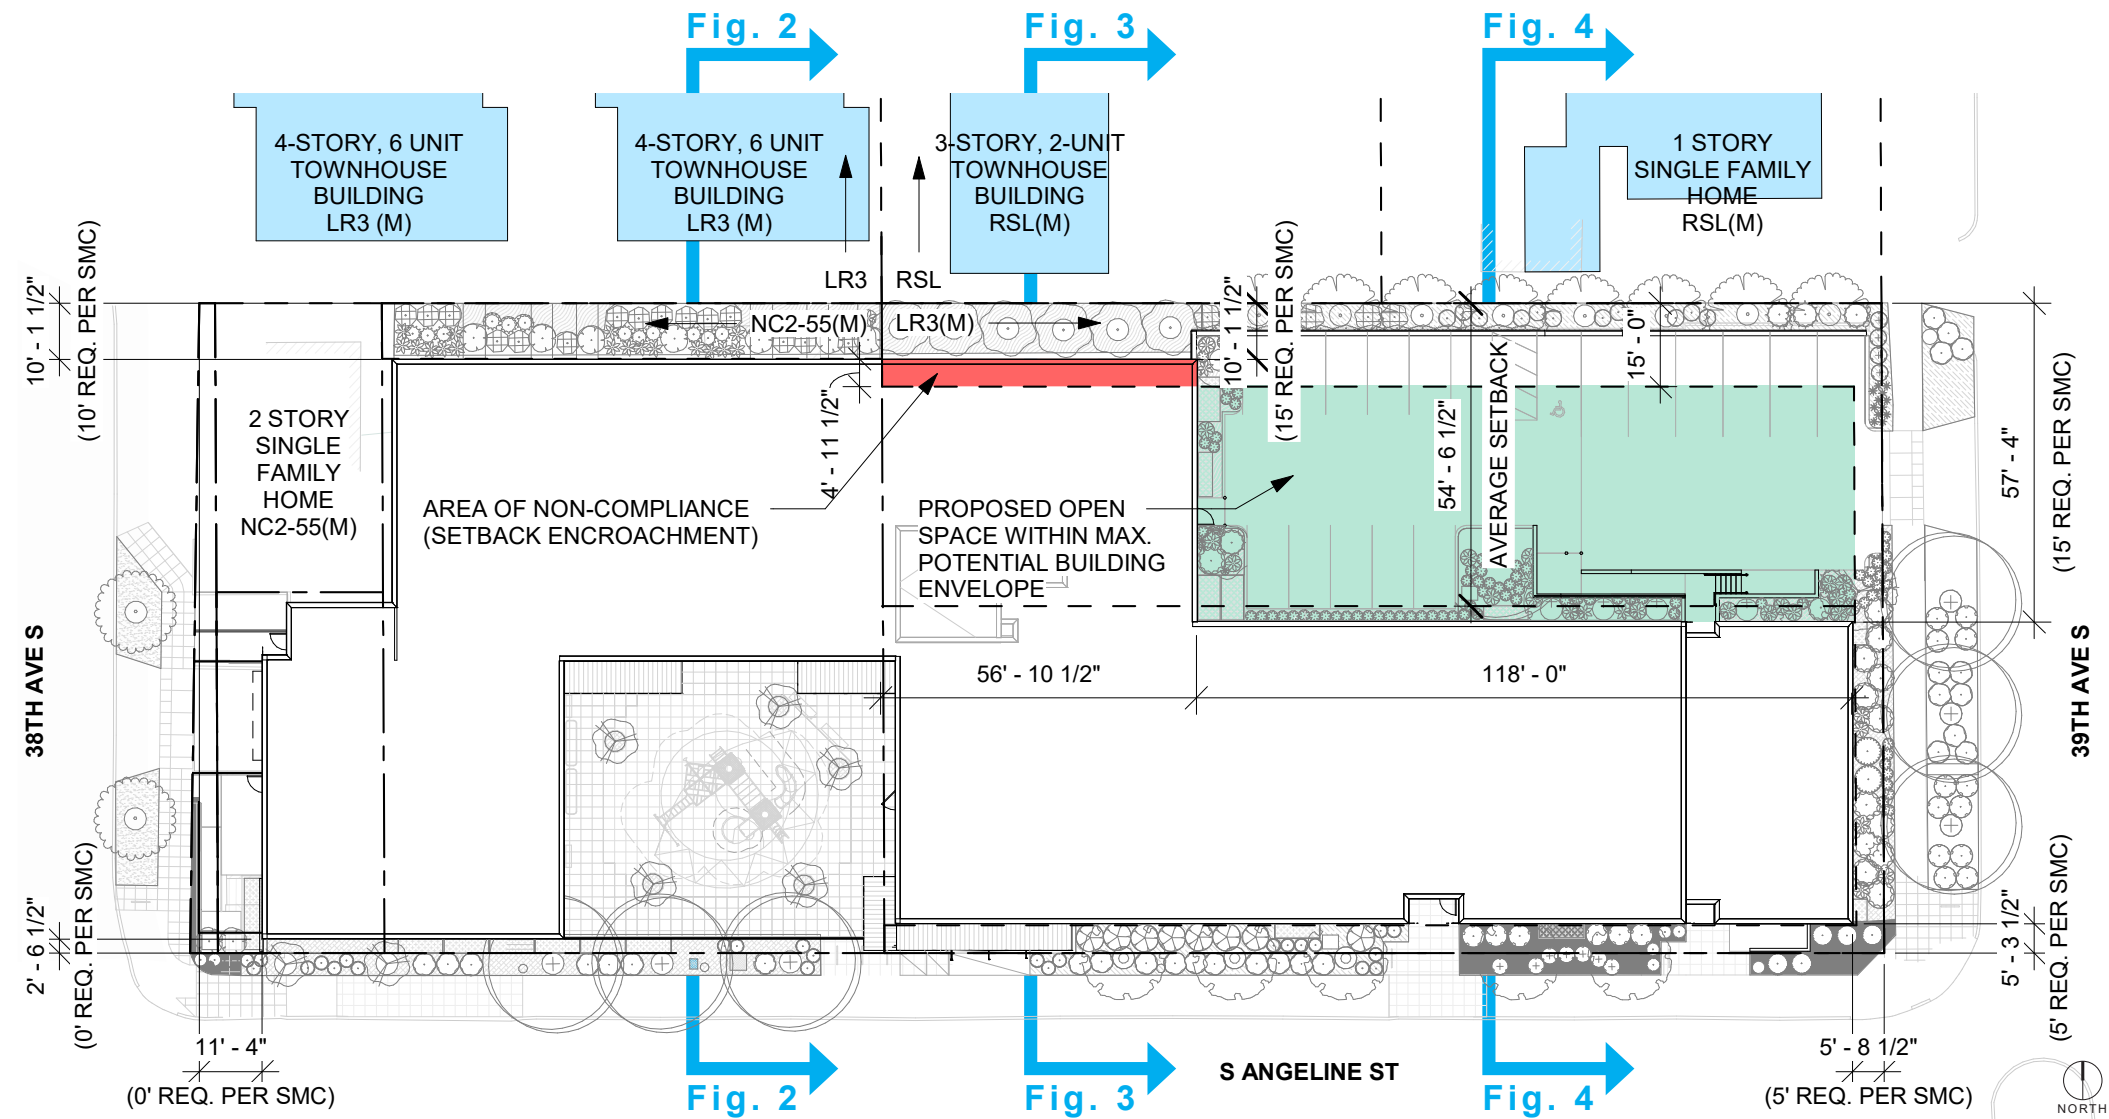 Fig. 2
Fig. 3
Fig. 4
4-STORY, 6 UNIT
TOWNHOUSE
BUILDING
LR3 (M)
4-STORY, 6 UNIT
TOWNHOUSE
BUILDING
LR3 (M)
3-STORY, 2-UNIT
TOWNHOUSE
BUILDING
RSL(M)
1 STORY
SINGLE FAMILY
HOME
RSL(M)
LR3
RSL
NC2-55(M)
LR3(M)
10' - 1 1/2"
(10' REQ. PER SMC)
10' - 1 1/2"
(15' REQ. PER SMC)
15' - 0"
4' - 11 1/2"
54' - 6 1/2"
AVERAGE SETBACK
57' - 4"
(15' REQ. PER SMC)
2 STORY
SINGLE
FAMILY
HOME
NC2-55(M)
AREA OF NON-COMPLIANCE
(SETBACK ENCROACHMENT)
PROPOSED OPEN
SPACE WITHIN MAX.
POTENTIAL BUILDING
ENVELOPE
38TH AVE S
39TH AVE S
56' - 10 1/2"
118' - 0"
2' - 6 1/2"
(0' REQ. PER SMC)
5' - 3 1/2"
(5' REQ. PER SMC)
11' - 4"
(0' REQ. PER SMC)
5' - 8 1/2"
(5' REQ. PER SMC)
S ANGELINE ST
Fig. 2
Fig. 3
Fig. 4
NORTH